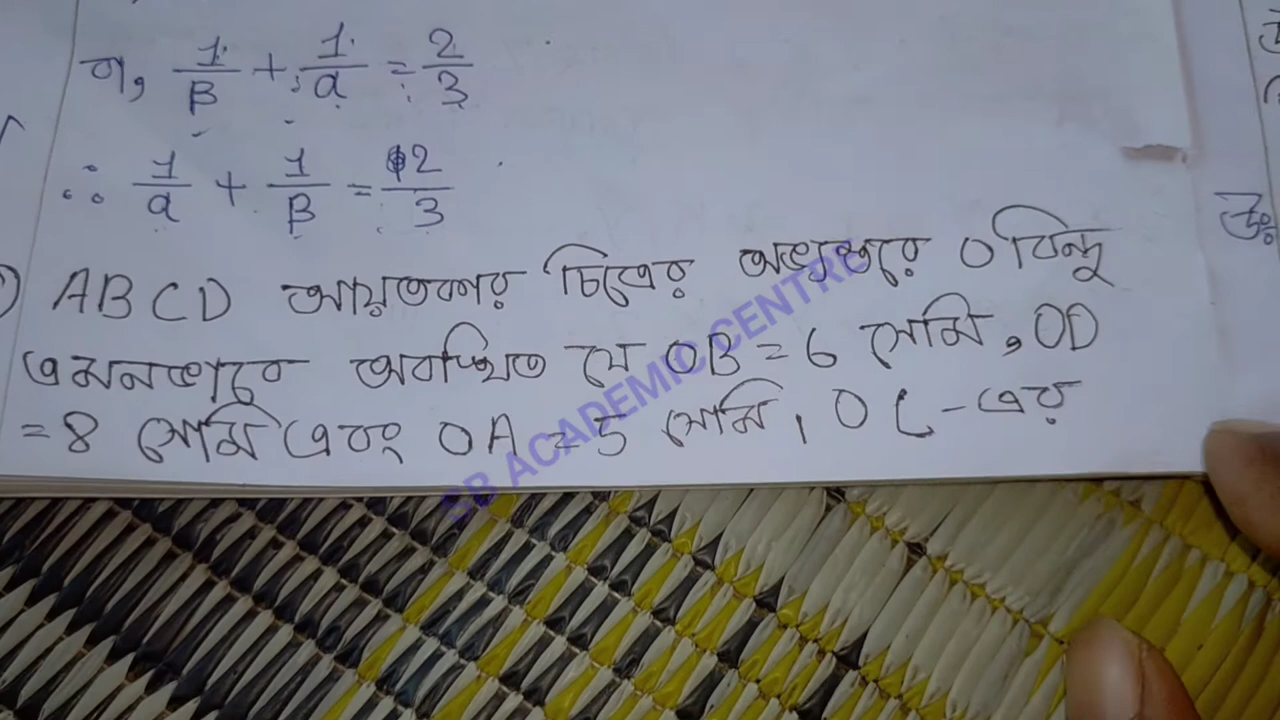 বা, 1/β + 1/α = 2/3
∴ 1/α + 1/β = 2/3
ABCD আয়তকার চিত্রের অভ্যন্তরে O বিন্দু
এমনভাবে অবস্থিত যে OB = 6 সেমি, OD
= 8 সেমি এবং OA = 5 সেমি, OC-এর
উঃ
SB ACADEMIC CENTRE